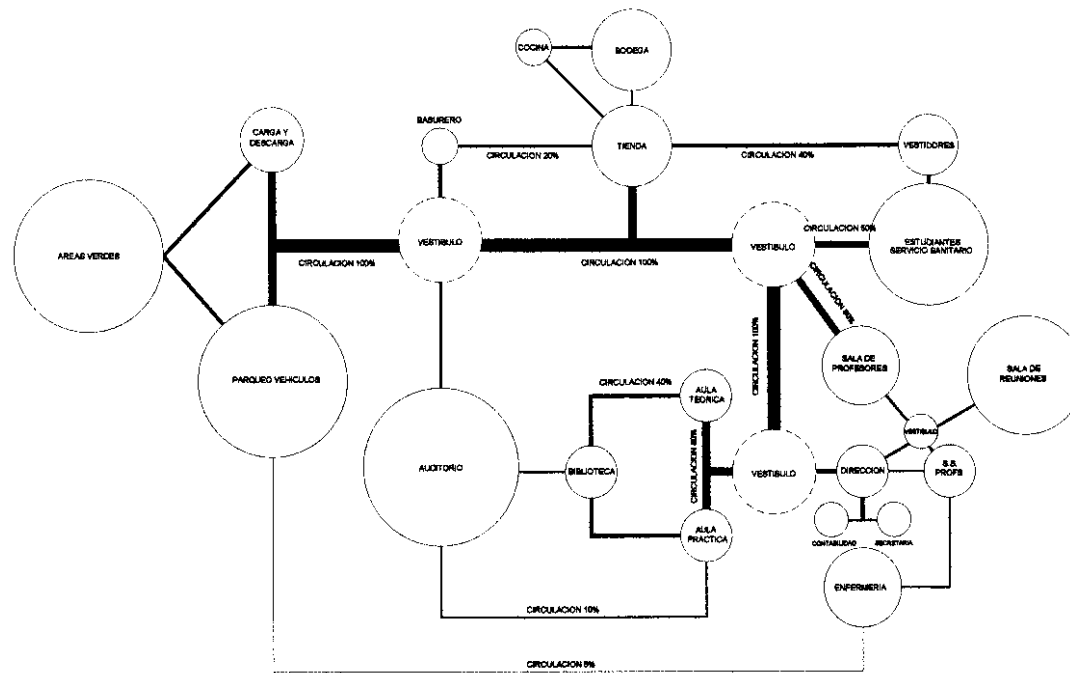 COCINA
BODEGA
BASURERO
CARGA Y
DESCARGA
CIRCULACION 20%
TIENDA
CIRCULACION 40%
VESTIDORES
AREAS VERDES
CIRCULACION 100%
VESTIBULO
CIRCULACION 100%
VESTIBULO
CIRCULACION 50%
ESTUDIANTES
SERVICIO SANITARIO
CIRCULACION 100%
SALA DE
PROFESORES
SALA DE
REUNIONES
PARQUEO VEHICULOS
CIRCULACION 40%
AULA
TEORICA
VESTIBULO
AUDITORIO
BIBLIOTECA
VESTIBULO
DIRECCION
S.S.
PROFS
AULA
PRACTICA
CONTABILIDAD
SECRETARIA
ENFERMERIA
CIRCULACION 10%
CIRCULACION 5%